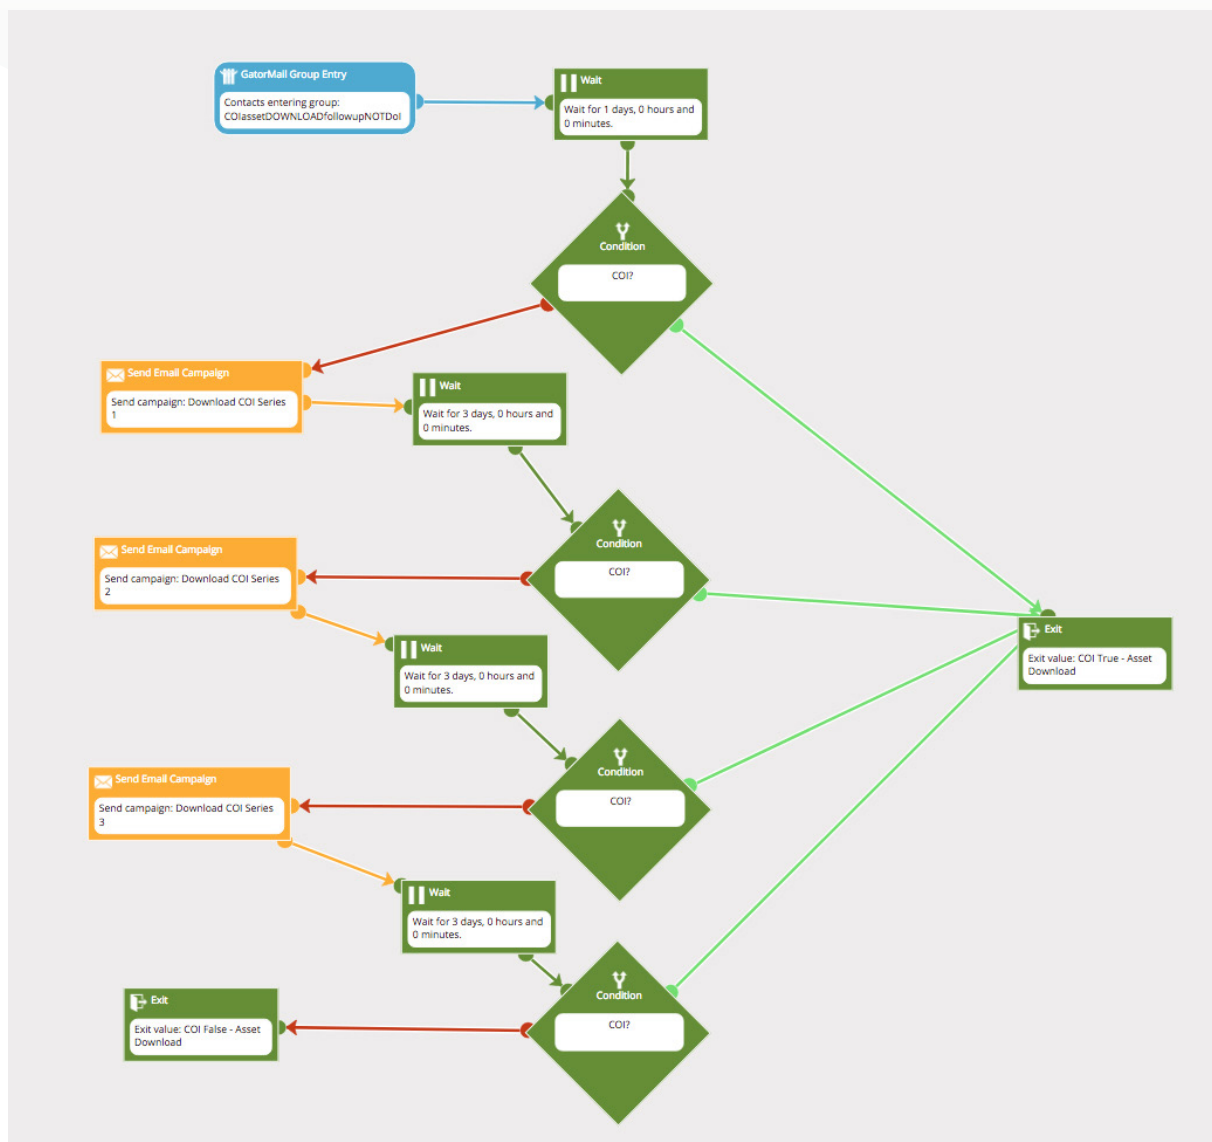 GatorMail Group Entry
Contacts entering group:
COIassetDOWNLOADfollowupNOTDoI
Wait
Wait for 1 days, 0 hours and
0 minutes.
Condition
COI?
Send Email Campaign
Send campaign: Download COI Series
1
Wait
Wait for 3 days, 0 hours and
0 minutes.
Condition
COI?
Send Email Campaign
Send campaign: Download COI Series
2
Exit
Exit value: COI True - Asset
Download
Wait
Wait for 3 days, 0 hours and
0 minutes.
Condition
COI?
Send Email Campaign
Send campaign: Download COI Series
3
Wait
Wait for 3 days, 0 hours and
0 minutes.
Condition
COI?
Exit
Exit value: COI False - Asset
Download